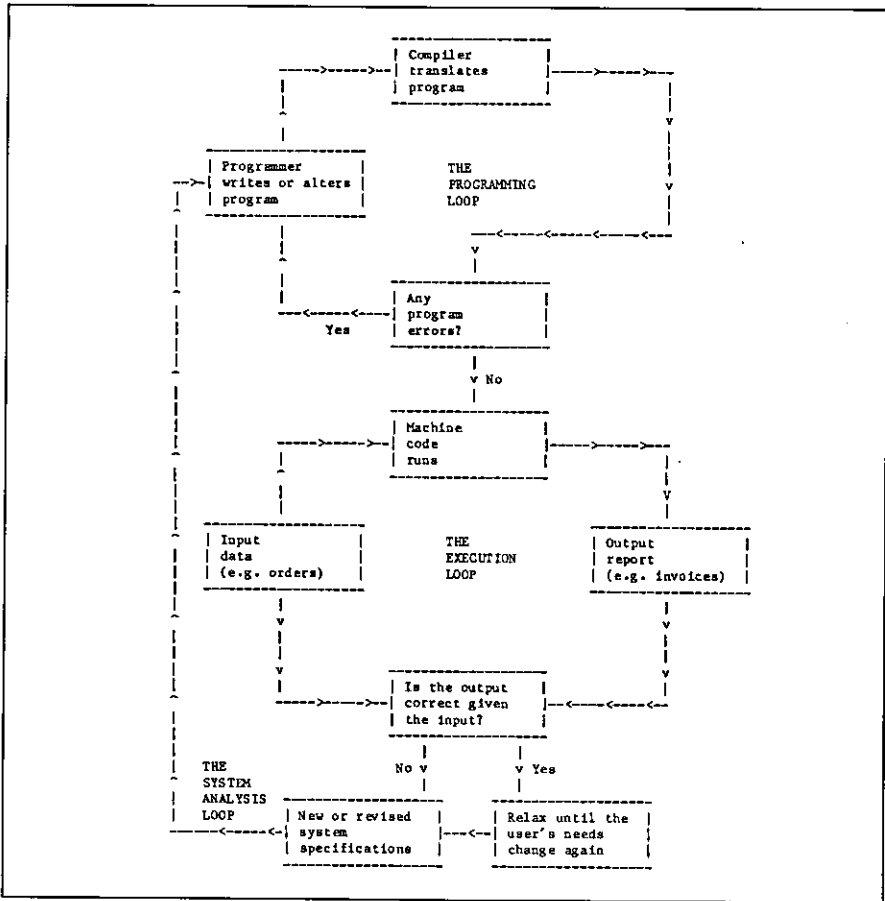 Compiler
translates
program
Programmer
writes or alters
program
THE
PROGRAMMING
LOOP
Any
program
errors?
Yes
No
Machine
code
runs
Input
data
(e.g. orders)
THE
EXECUTION
LOOP
Output
report
(e.g. invoices)
Is the output
correct given
the input?
No
Yes
THE
SYSTEM
ANALYSIS
LOOP
New or revised
system
specifications
Relax until the
user's needs
change again